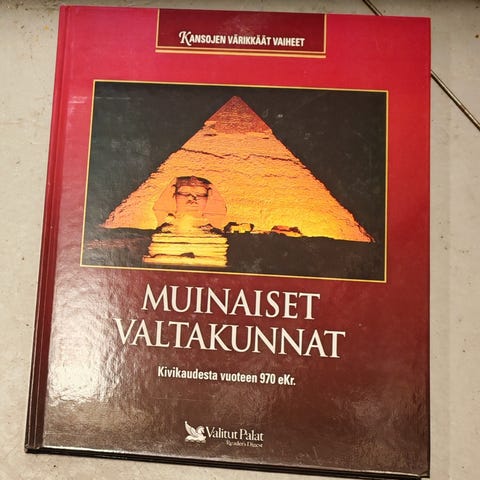 KANSOJEN VÄRIKKÄÄT VAIHEET
MUINAISET
VALTAKUNNAT
Kivikaudesta vuoteen 970 eKr.
Valitut Palat
Reader's Digest